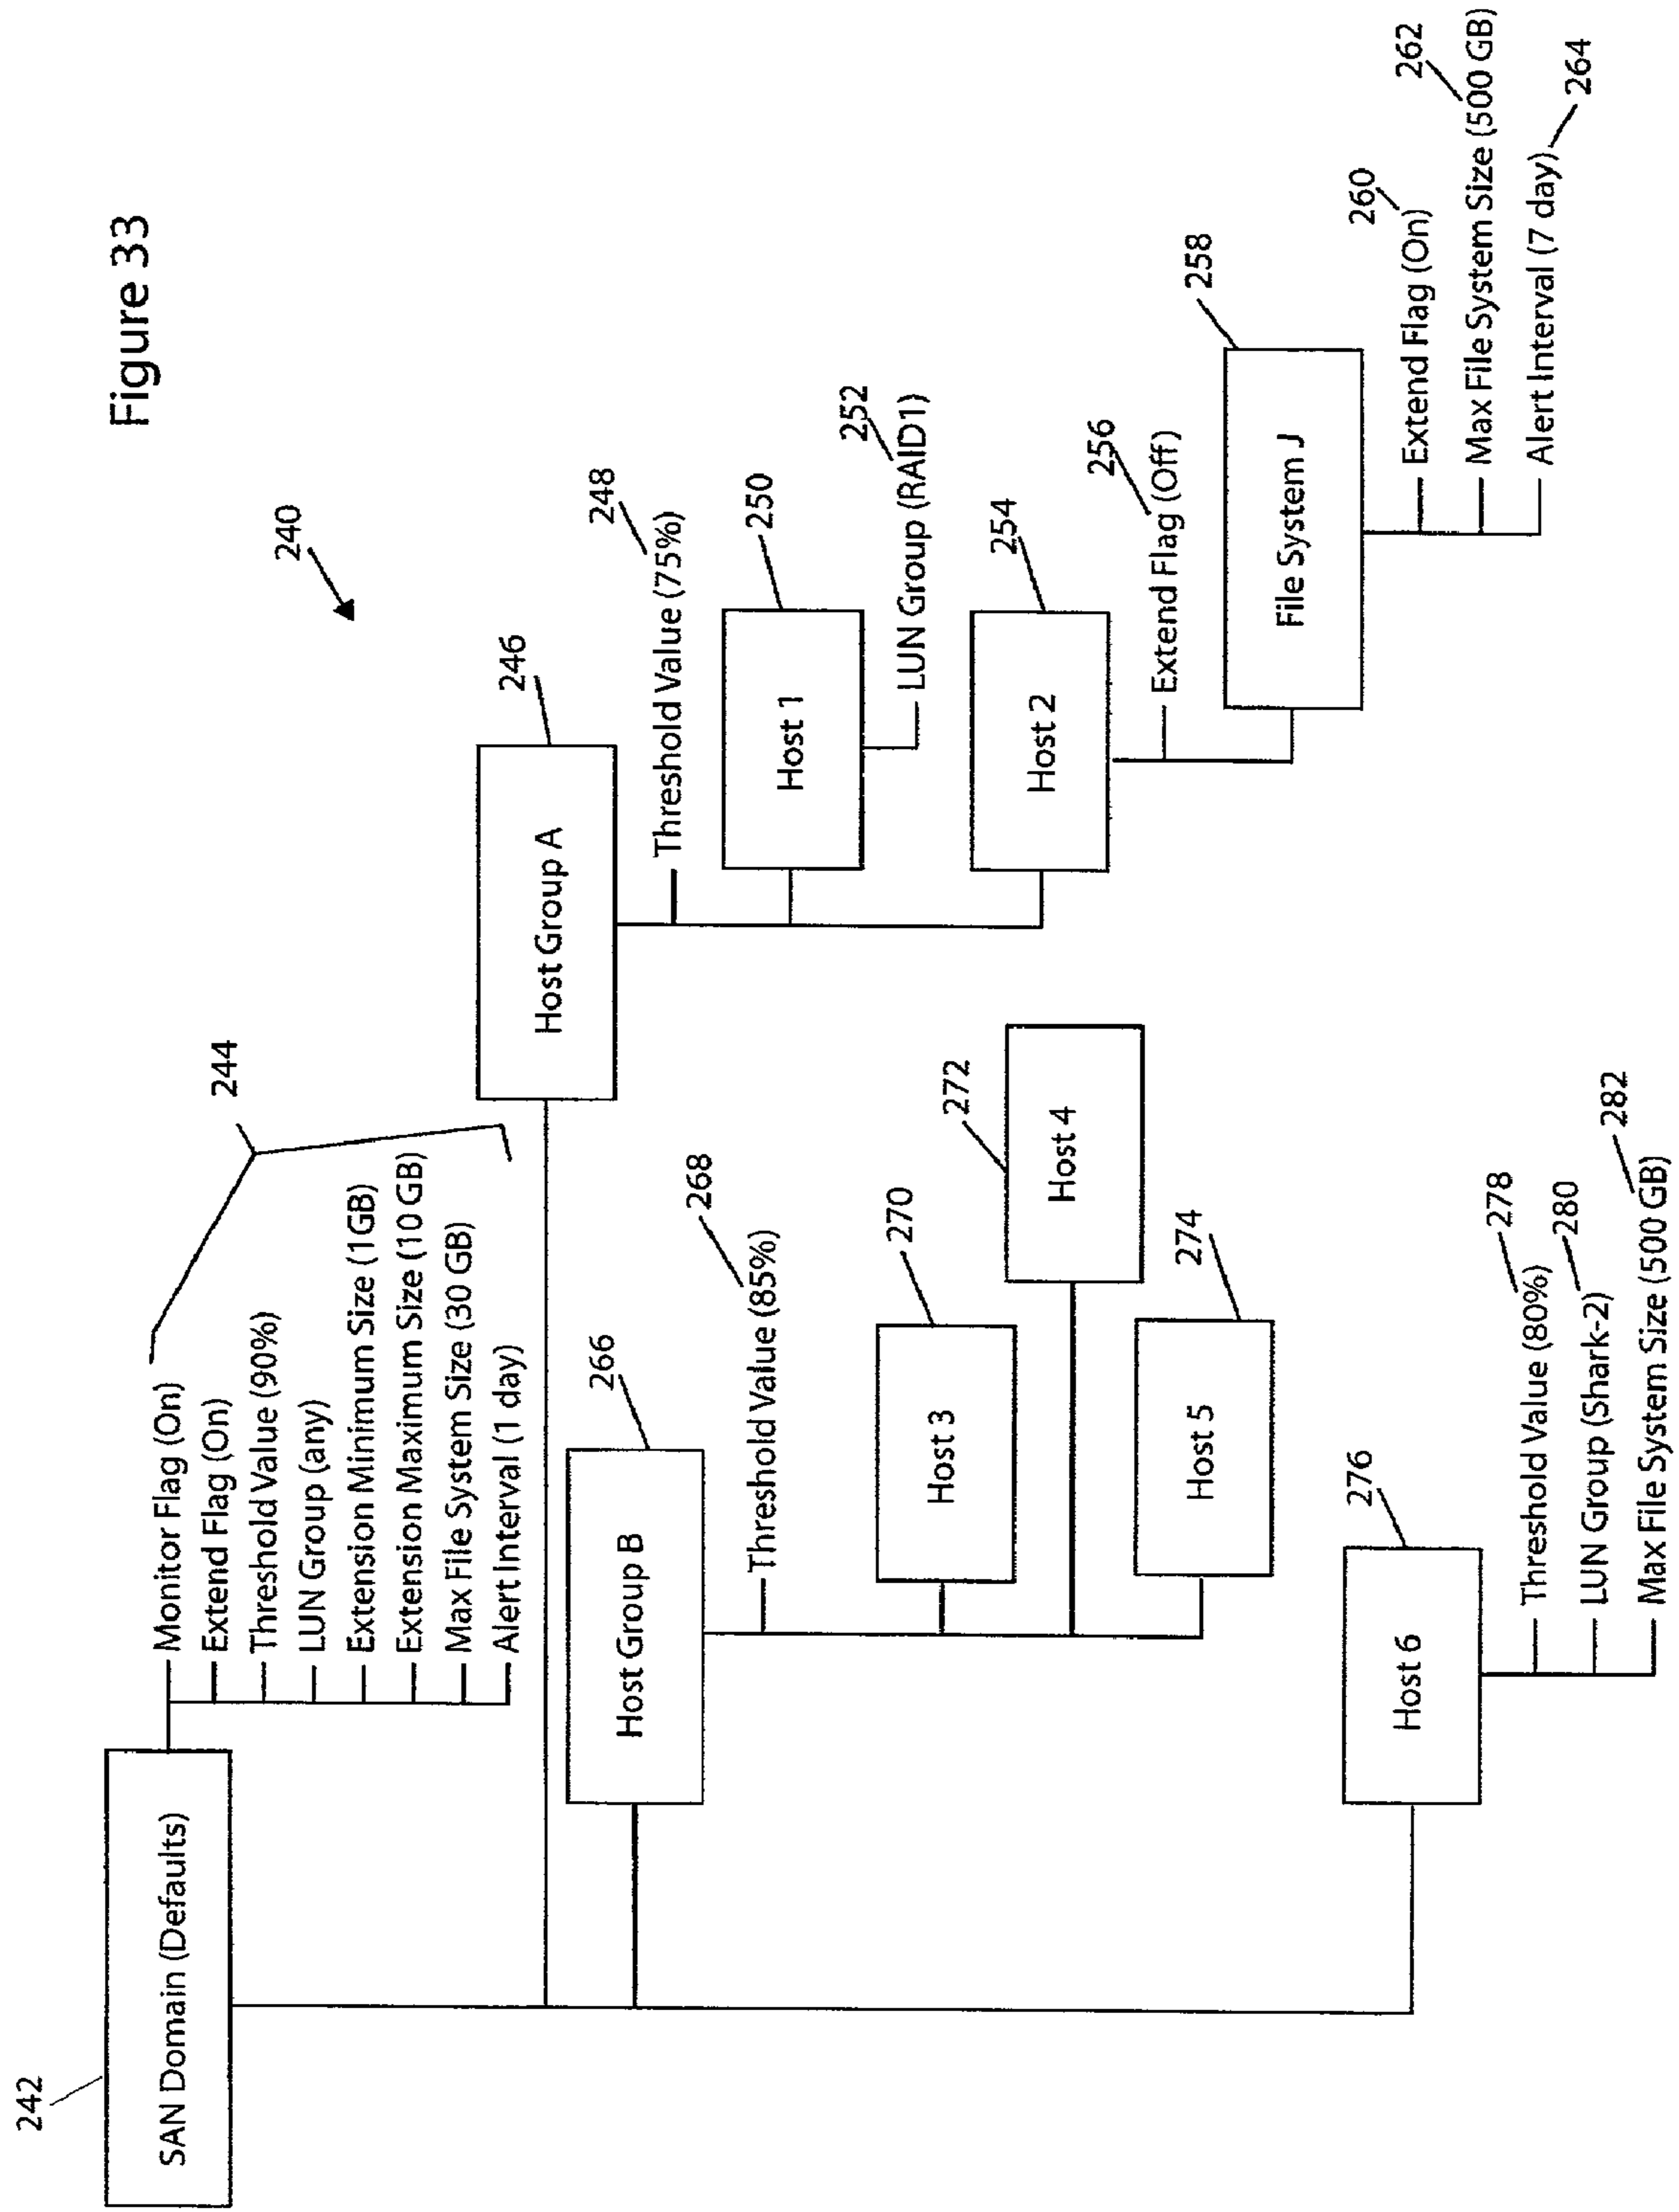 Figure 33
240
242
SAN Domain (Defaults)
244
Monitor Flag (On)
Extend Flag (On)
Threshold Value (90%)
LUN Group (any)
Extension Minimum Size (1GB)
Extension Maximum Size (10 GB)
Max File System Size (30 GB)
Alert Interval (1 day)
246
Host Group A
248
Threshold Value (75%)
250
Host 1
252
LUN Group (RAID1)
254
Host 2
256
Extend Flag (Off)
258
File System J
260
Extend Flag (On)
262
Max File System Size (500 GB)
Alert Interval (7 day)
264
266
Host Group B
268
Threshold Value (85%)
270
Host 3
272
Host 4
274
Host 5
276
Host 6
278
Threshold Value (80%)
280
LUN Group (Shark-2)
282
Max File System Size (500 GB)